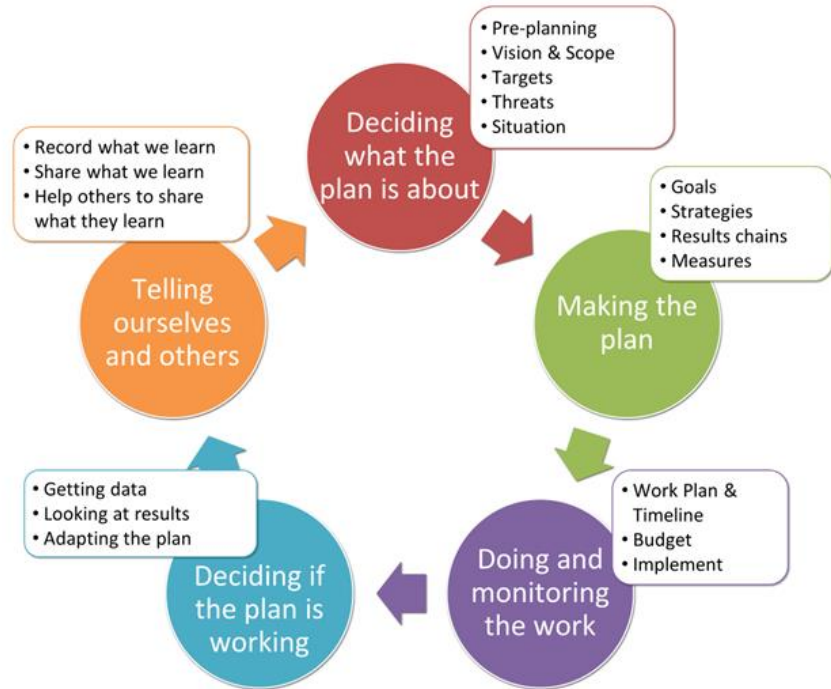 • Pre-planning
• Vision & Scope
• Targets
• Threats
• Situation
Deciding
what the
plan is about
• Goals
• Strategies
• Results chains
• Measures
Making the
plan
• Work Plan &
Timeline
• Budget
• Implement
Doing and
monitoring
the work
• Getting data
• Looking at results
• Adapting the plan
Deciding if
the plan is
working
• Record what we learn
• Share what we learn
• Help others to share
what they learn
Telling
ourselves
and others